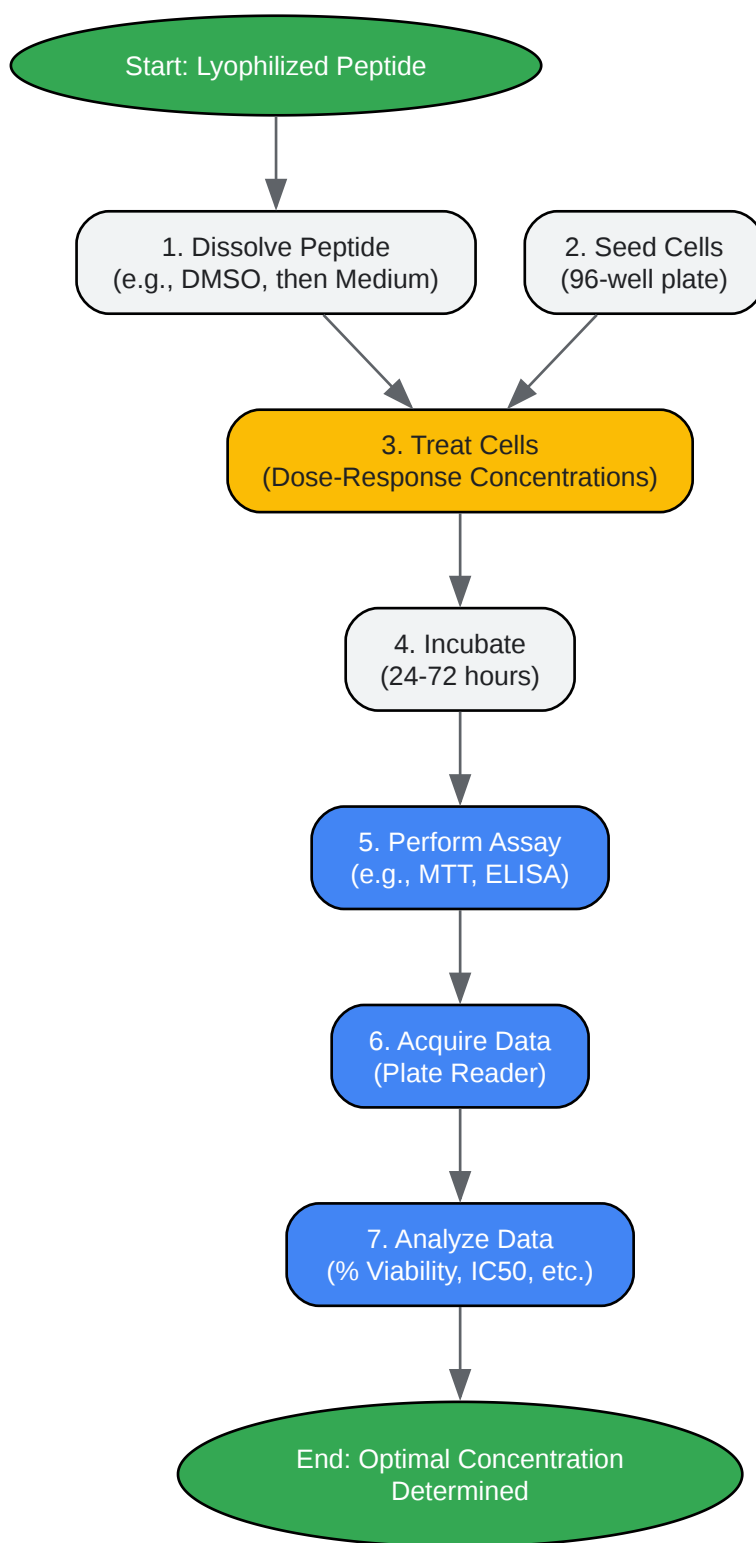 Start: Lyophilized Peptide
1. Dissolve Peptide
(e.g., DMSO, then Medium)
2. Seed Cells
(96-well plate)
3. Treat Cells
(Dose-Response Concentrations)
4. Incubate
(24-72 hours)
5. Perform Assay
(e.g., MTT, ELISA)
6. Acquire Data
(Plate Reader)
7. Analyze Data
(% Viability, IC50, etc.)
End: Optimal Concentration
Determined